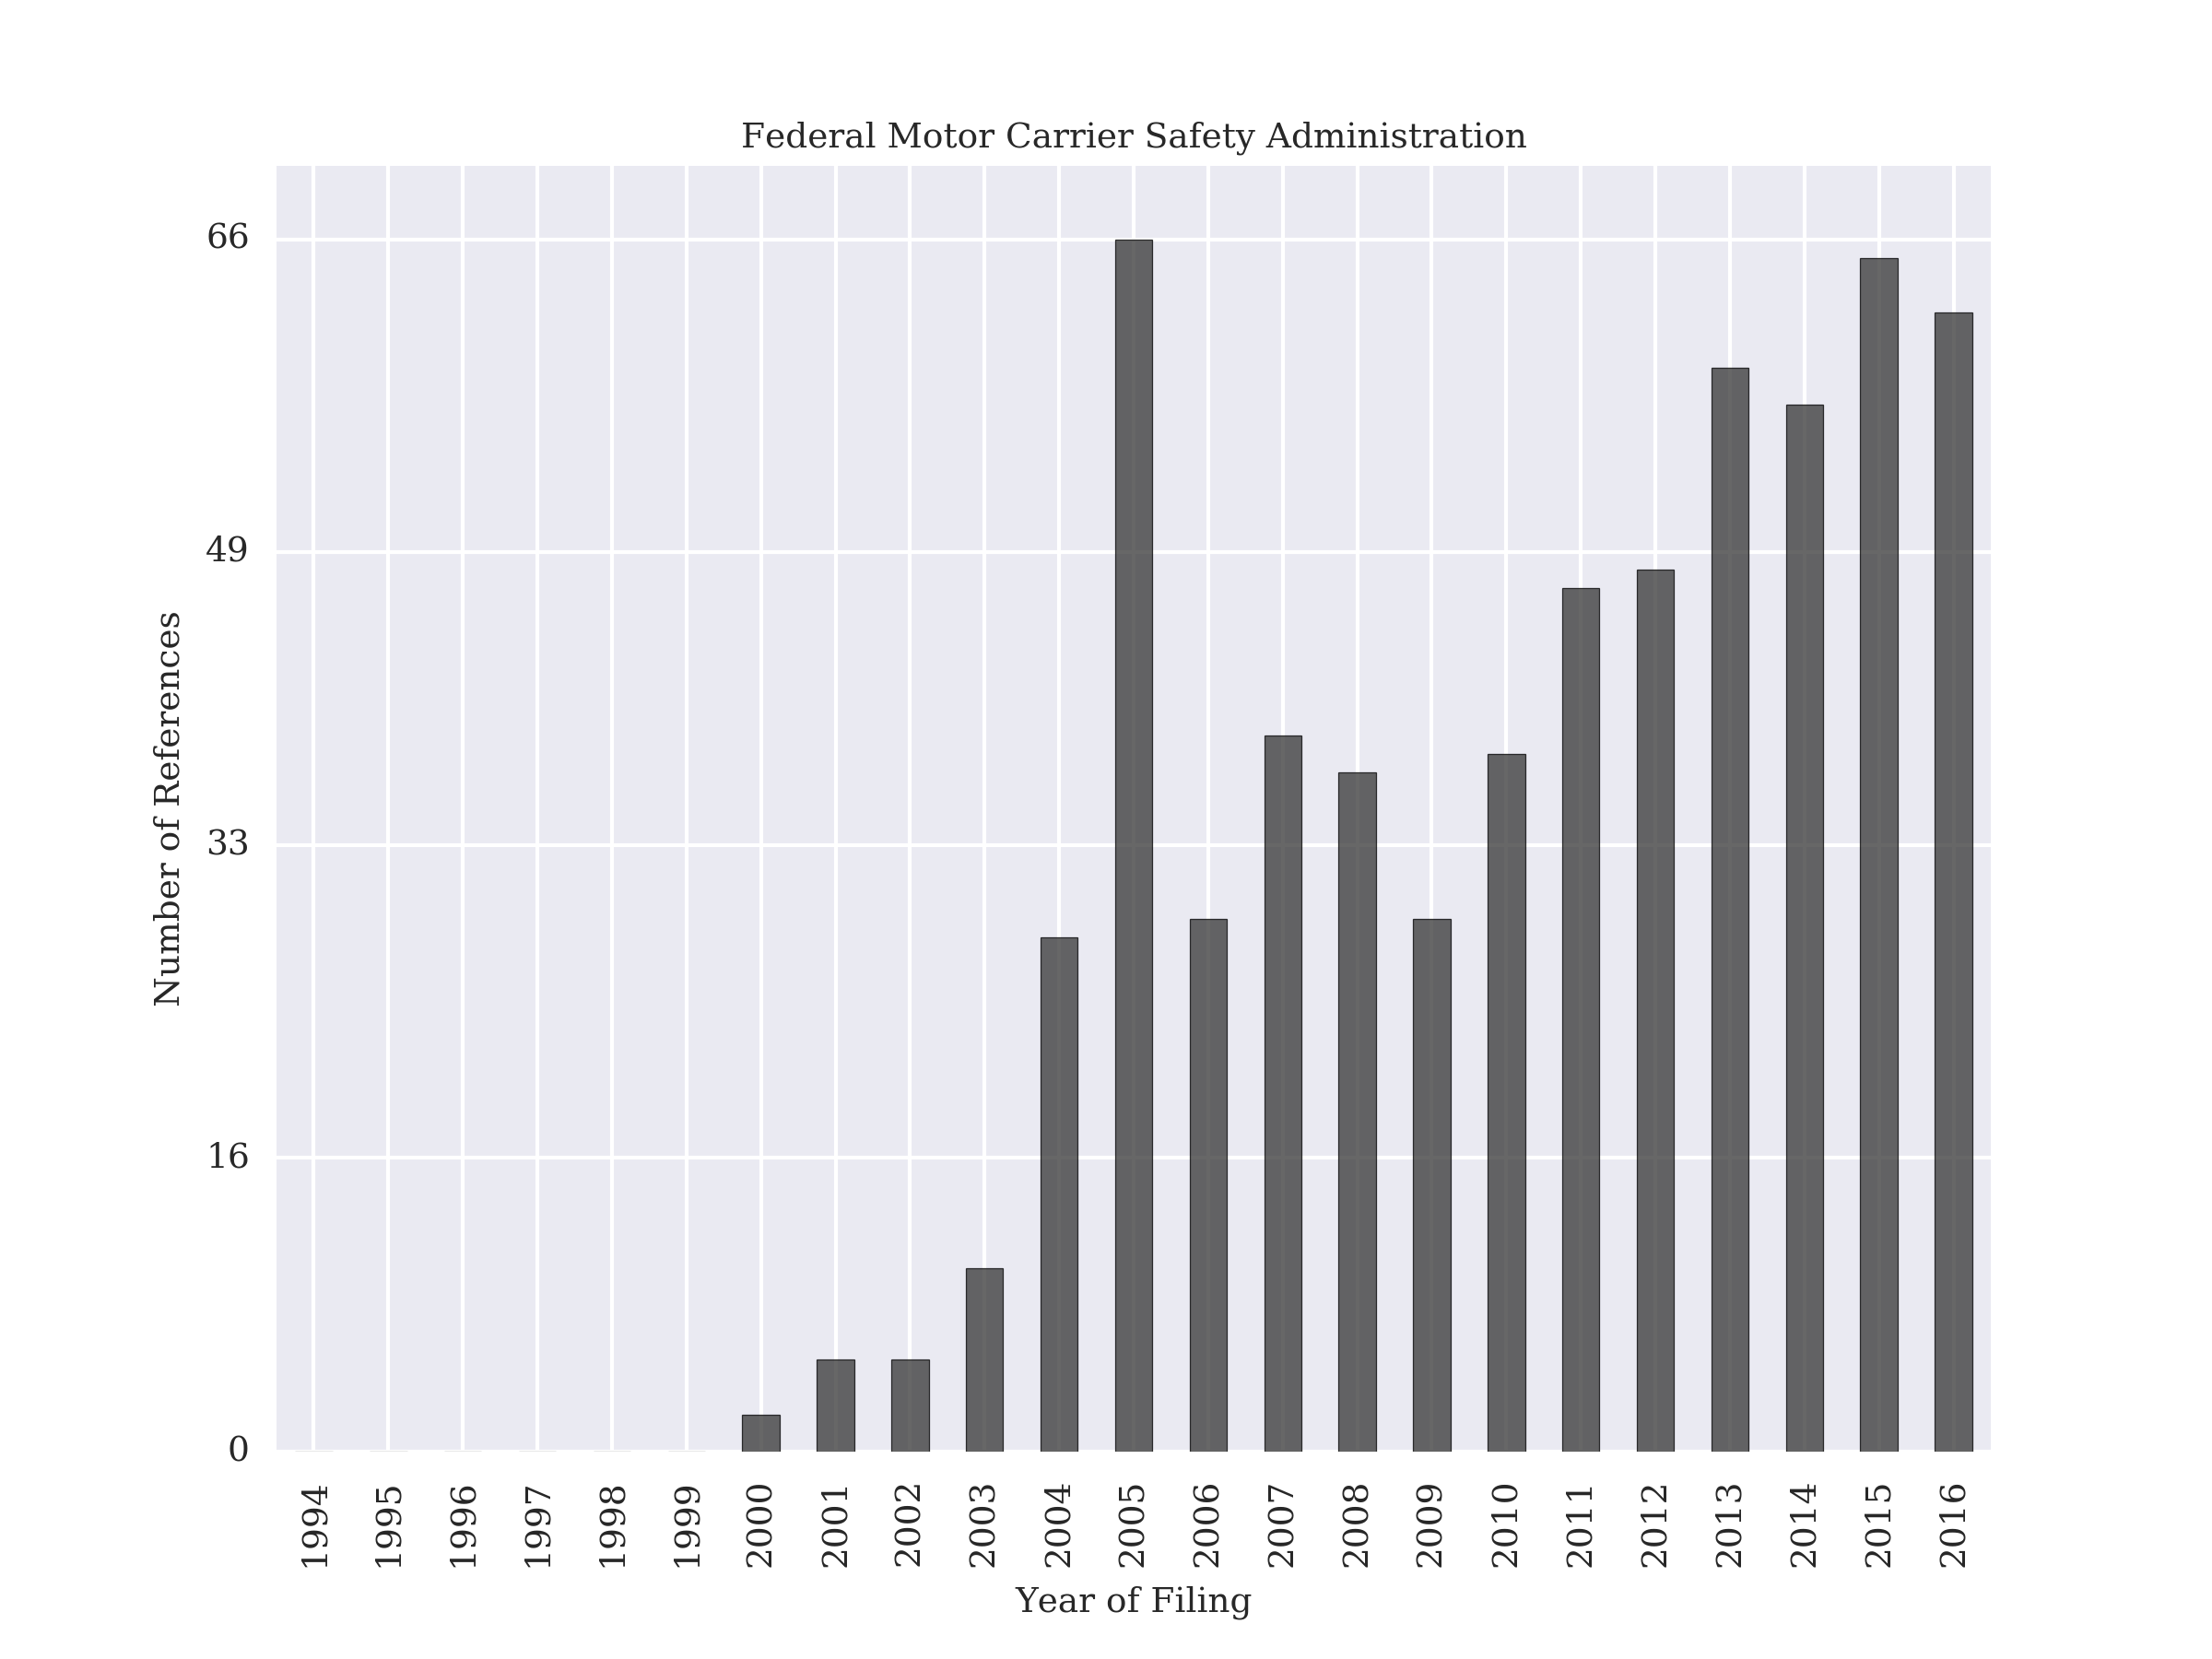 Federal Motor Carrier Safety Administration
66
49
33
16
0
Number of References
1994 1995 1996 1997 1998 1999 2000 2001 2002 2003 2004 2005 2006 2007 2008 2009 2010 2011 2012 2013 2014 2015 2016
Year of Filing